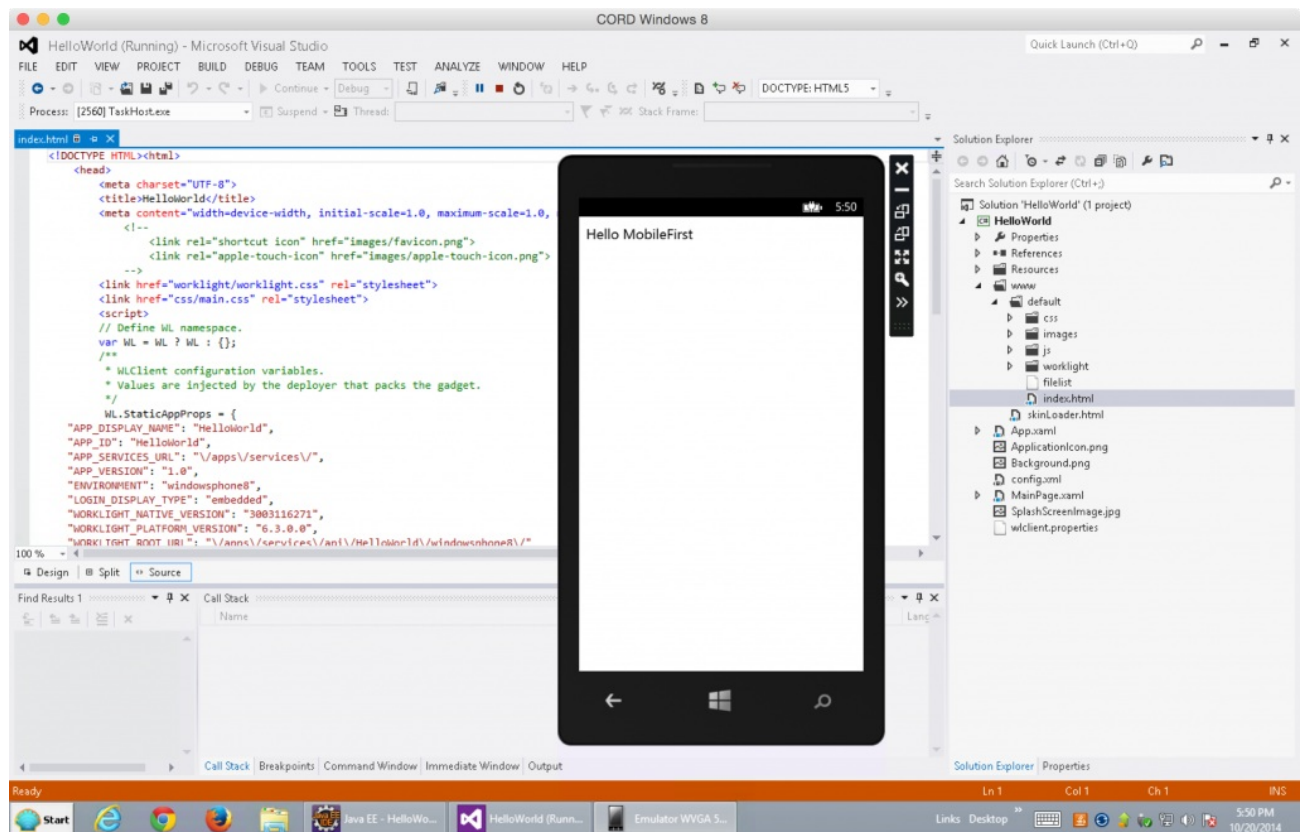 CORD Windows 8
HelloWorld (Running) - Microsoft Visual Studio
Quick Launch (Ctrl+Q)
FILE EDIT VIEW PROJECT BUILD DEBUG TEAM TOOLS TEST ANALYZE WINDOW HELP
Continue Debug DOCTYPE: HTML5
Process: [2560] TaskHost.exe Suspend Thread: Stack Frame:
index.html
<!DOCTYPE HTML><html>
<head>
<meta charset="UTF-8">
<title>HelloWorld</title>
<meta content="width=device-width, initial-scale=1.0, maximum-scale=1.0,
<!--
<link rel="shortcut icon" href="images/favicon.png">
<link rel="apple-touch-icon" href="images/apple-touch-icon.png">
-->
<link href="worklight/worklight.css" rel="stylesheet">
<link href="css/main.css" rel="stylesheet">
<script>
// Define WL namespace.
var WL = WL ? WL : {};
/**
* WLClient configuration variables.
* Values are injected by the deployer that packs the gadget.
*/
WL.StaticAppProps = {
"APP_DISPLAY_NAME": "HelloWorld",
"APP_ID": "HelloWorld",
"APP_SERVICES_URL": "\/apps\/services\/",
"APP_VERSION": "1.0",
"ENVIRONMENT": "windowsphone8",
"LOGIN_DISPLAY_TYPE": "embedded",
"WORKLIGHT_NATIVE_VERSION": "3003116271",
"WORKLIGHT_PLATFORM_VERSION": "6.3.0.0",
"WORKLIGHT_ROOT_URL": "\/apps\/services\/api\/HelloWorld\/windowsphone8\/"
100 %
Design Split Source
Find Results 1
Call Stack
Name
Lang
Call Stack Breakpoints Command Window Immediate Window Output
5:50
Hello MobileFirst
Solution Explorer
Search Solution Explorer (Ctrl+;)
Solution 'HelloWorld' (1 project)
HelloWorld
Properties
References
Resources
www
default
css
images
js
worklight
filelist
index.html
skinLoader.html
App.xaml
ApplicationIcon.png
Background.png
config.xml
MainPage.xaml
SplashScreenImage.jpg
wlclient.properties
Solution Explorer Properties
Ready Ln 1 Col 1 Ch 1 INS
Start
Java EE - HelloWo...
HelloWorld (Runn...
Emulator WVGA 5...
Links Desktop
5:50 PM
10/20/2014